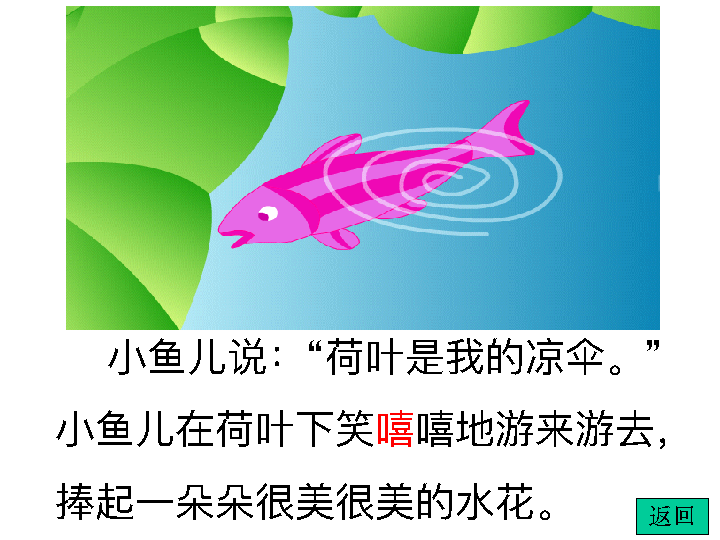 小鱼儿说：“荷叶是我的凉伞。”
小鱼儿在荷叶下笑嘻嘻地游来游去，
捧起一朵朵很美很美的水花。
返回